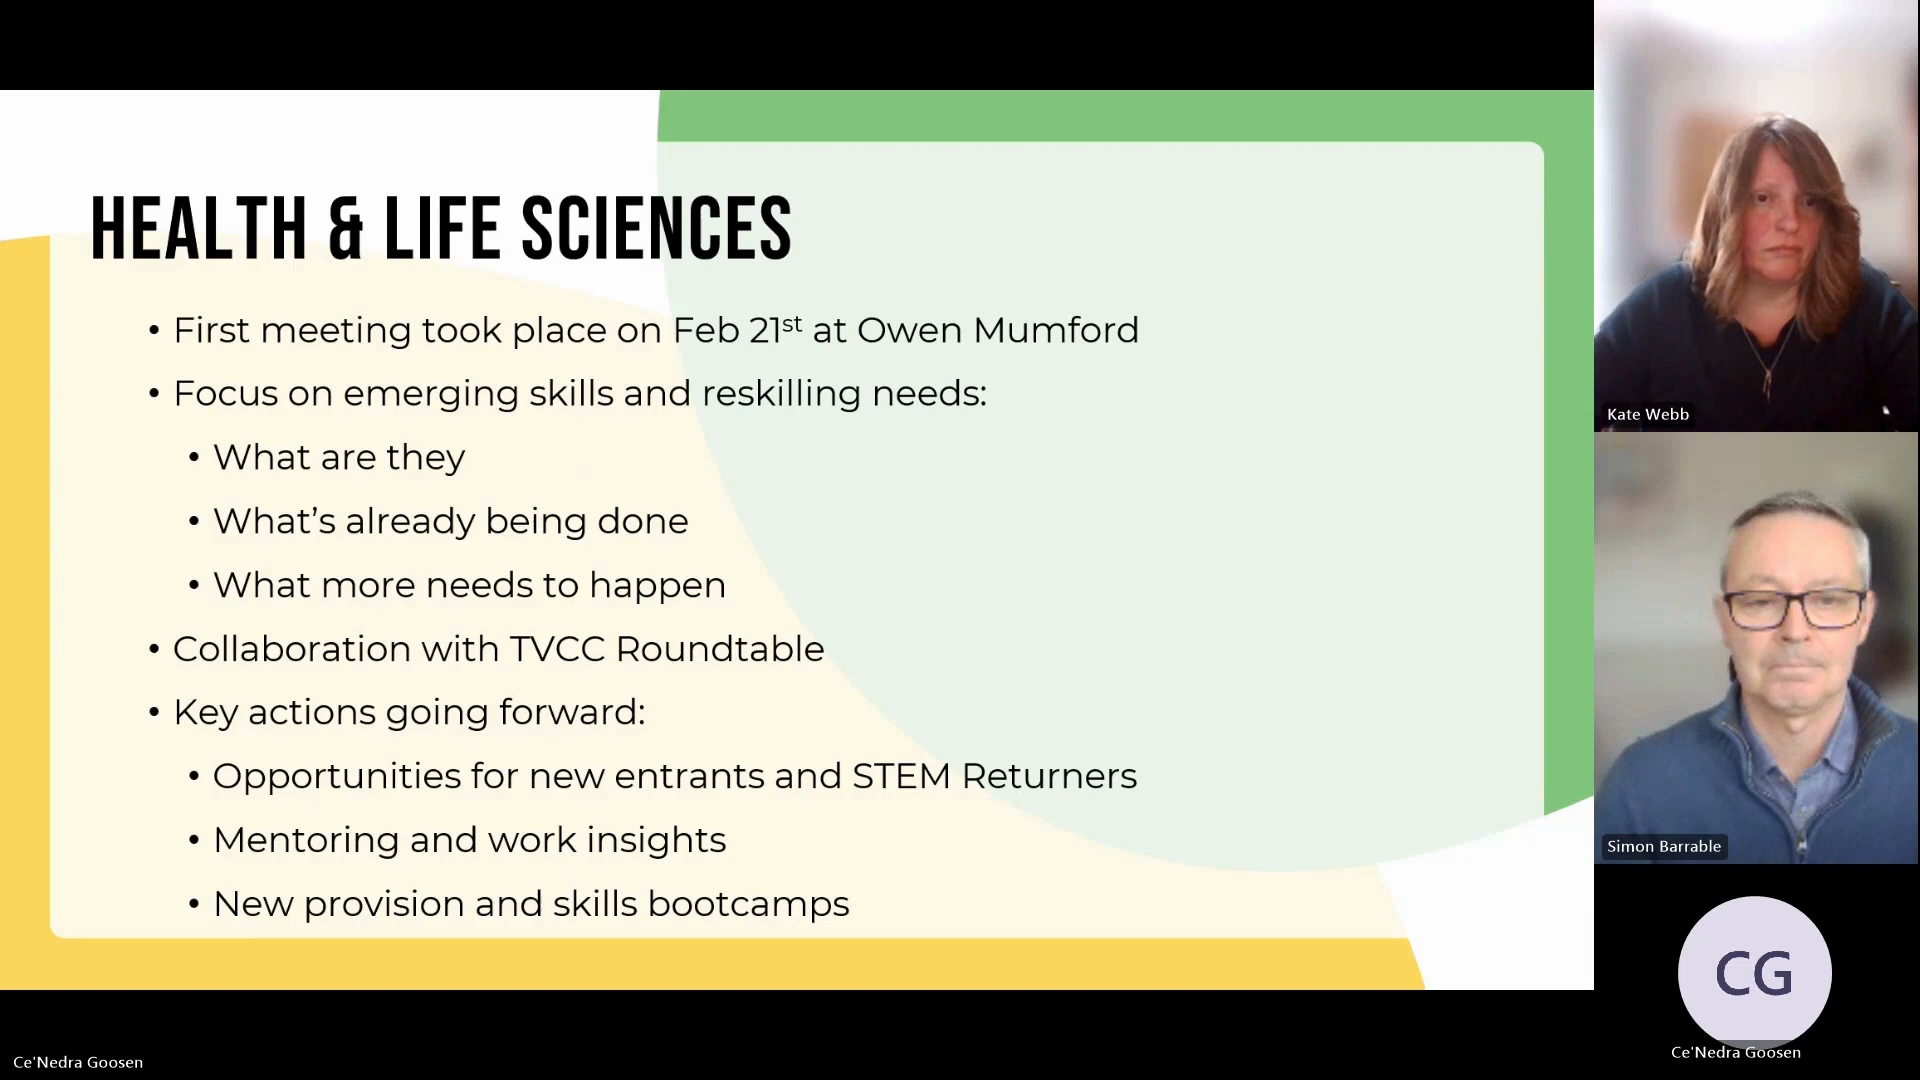 HEALTH & LIFE SCIENCES
• First meeting took place on Feb 21st at Owen Mumford
• Focus on emerging skills and reskilling needs:
• What are they
• What’s already being done
• What more needs to happen
• Collaboration with TVCC Roundtable
• Key actions going forward:
• Opportunities for new entrants and STEM Returners
• Mentoring and work insights
• New provision and skills bootcamps
Kate Webb
Simon Barrable
CG
Ce'Nedra Goosen
Ce'Nedra Goosen